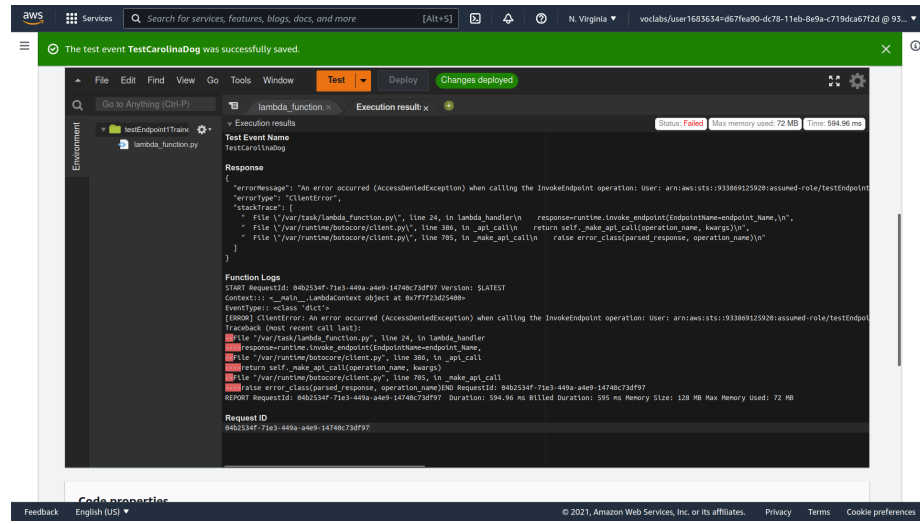 aws
Services
Search for services, features, blogs, docs, and more
[Alt+S]
N. Virginia ▼
voclabs/user1683634=d67fea90-dc78-11eb-8e9a-c719dca67f2d @ 93... ▼
The test event TestCarolinaDog was successfully saved.
File Edit Find View Go Tools Window
Test
Deploy
Changes deployed
Go to Anything (Ctrl-P)
lambda_function. ×
Execution result: ×
Environment
testEndpoint1Traine
lambda_function.py
Execution results
Status: Failed
Max memory used: 72 MB
Time: 594.96 ms
Test Event Name
TestCarolinaDog
Response
{
"errorMessage": "An error occurred (AccessDeniedException) when calling the InvokeEndpoint operation: User: arn:aws:sts::933869125920:assumed-role/testEndpoint
"errorType": "ClientError",
"stackTrace": [
" File \"/var/task/lambda_function.py\", line 24, in lambda_handler\n    response=runtime.invoke_endpoint(EndpointName=endpoint_Name,\n",
" File \"/var/runtime/botocore/client.py\", line 386, in _api_call\n    return self._make_api_call(operation_name, kwargs)\n",
" File \"/var/runtime/botocore/client.py\", line 705, in _make_api_call\n    raise error_class(parsed_response, operation_name)\n"
]
}
Function Logs
START RequestId: 04b2534f-71e3-449a-a4e9-14740c73df97 Version: $LATEST
Context::: <__main__.LambdaContext object at 0x7f7f23d25400>
EventType:: <class 'dict'>
[ERROR] ClientError: An error occurred (AccessDeniedException) when calling the InvokeEndpoint operation: User: arn:aws:sts::933869125920:assumed-role/testEndpoi
Traceback (most recent call last):
File "/var/task/lambda_function.py", line 24, in lambda_handler
response=runtime.invoke_endpoint(EndpointName=endpoint_Name,
File "/var/runtime/botocore/client.py", line 386, in _api_call
return self._make_api_call(operation_name, kwargs)
File "/var/runtime/botocore/client.py", line 705, in _make_api_call
raise error_class(parsed_response, operation_name)END RequestId: 04b2534f-71e3-449a-a4e9-14740c73df97
REPORT RequestId: 04b2534f-71e3-449a-a4e9-14740c73df97 Duration: 594.96 ms Billed Duration: 595 ms Memory Size: 128 MB Max Memory Used: 72 MB
Request ID
04b2534f-71e3-449a-a4e9-14740c73df97
Code properties
Feedback English (US) ▼
© 2021, Amazon Web Services, Inc. or its affiliates.
Privacy Terms Cookie preferences